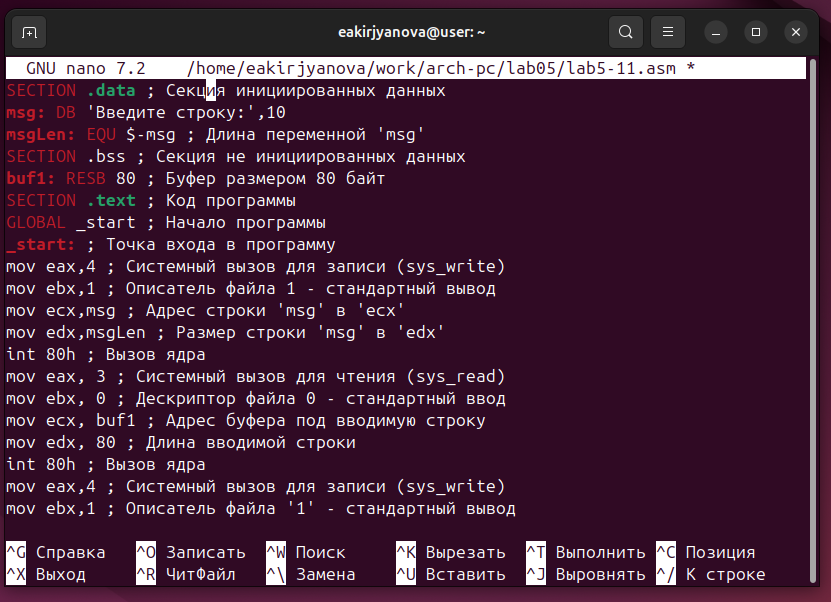 eakirjyanova@user: ~
GNU nano 7.2 /home/eakirjyanova/work/arch-pc/lab05/lab5-11.asm *
SECTION .data ; Секция инициированных данных
msg: DB 'Введите строку:',10
msgLen: EQU $-msg ; Длина переменной 'msg'
SECTION .bss ; Секция не инициированных данных
buf1: RESB 80 ; Буфер размером 80 байт
SECTION .text ; Код программы
GLOBAL _start ; Начало программы
_start: ; Точка входа в программу
mov eax,4 ; Системный вызов для записи (sys_write)
mov ebx,1 ; Описатель файла 1 - стандартный вывод
mov ecx,msg ; Адрес строки 'msg' в 'ecx'
mov edx,msgLen ; Размер строки 'msg' в 'edx'
int 80h ; Вызов ядра
mov eax, 3 ; Системный вызов для чтения (sys_read)
mov ebx, 0 ; Дескриптор файла 0 - стандартный ввод
mov ecx, buf1 ; Адрес буфера под вводимую строку
mov edx, 80 ; Длина вводимой строки
int 80h ; Вызов ядра
mov eax,4 ; Системный вызов для записи (sys_write)
mov ebx,1 ; Описатель файла '1' - стандартный вывод
^G Справка ^O Записать ^W Поиск ^K Вырезать ^T Выполнить ^C Позиция
^X Выход ^R ЧитФайл ^\ Замена ^U Вставить ^J Выровнять ^/ К строке